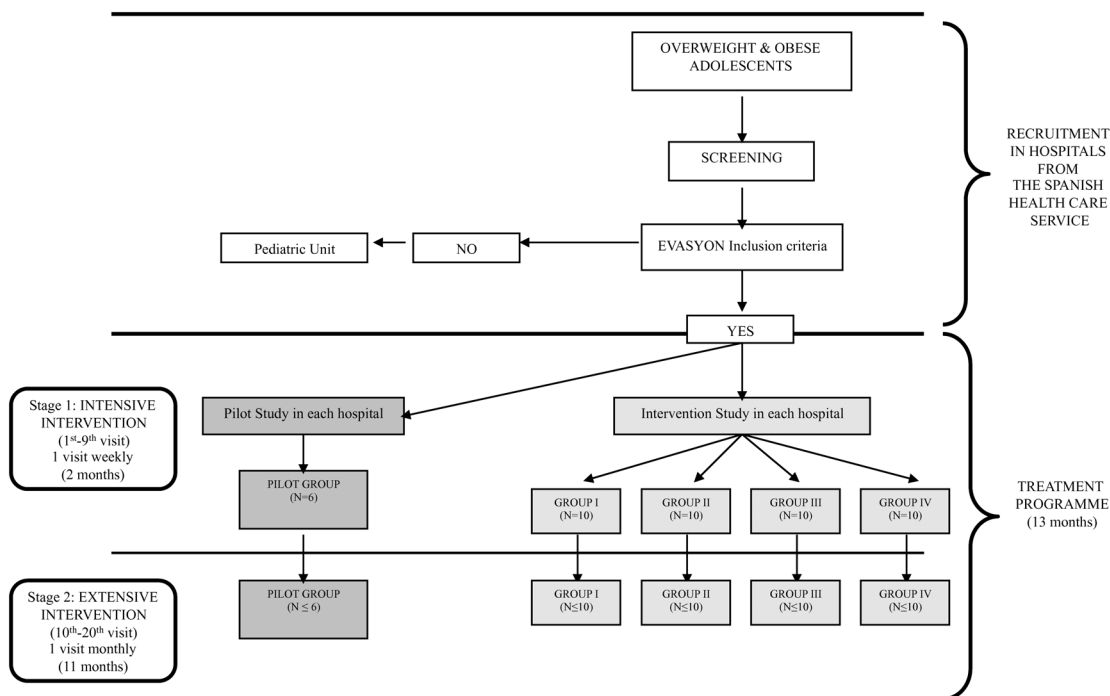 OVERWEIGHT & OBESE
ADOLESCENTS
SCREENING
EVASYON Inclusion criteria
NO
Pediatric Unit
YES
RECRUITMENT
IN HOSPITALS
FROM
THE SPANISH
HEALTH CARE
SERVICE
Stage 1: INTENSIVE
INTERVENTION
(1st-9th visit)
1 visit weekly
(2 months)
Pilot Study in each hospital
Intervention Study in each hospital
PILOT GROUP
(N=6)
GROUP I
(N=10)
GROUP II
(N=10)
GROUP III
(N=10)
GROUP IV
(N=10)
TREATMENT
PROGRAMME
(13 months)
Stage 2: EXTENSIVE
INTERVENTION
(10th-20th visit)
1 visit monthly
(11 months)
PILOT GROUP
(N ≤ 6)
GROUP I
(N≤10)
GROUP II
(N≤10)
GROUP III
(N≤10)
GROUP IV
(N≤10)